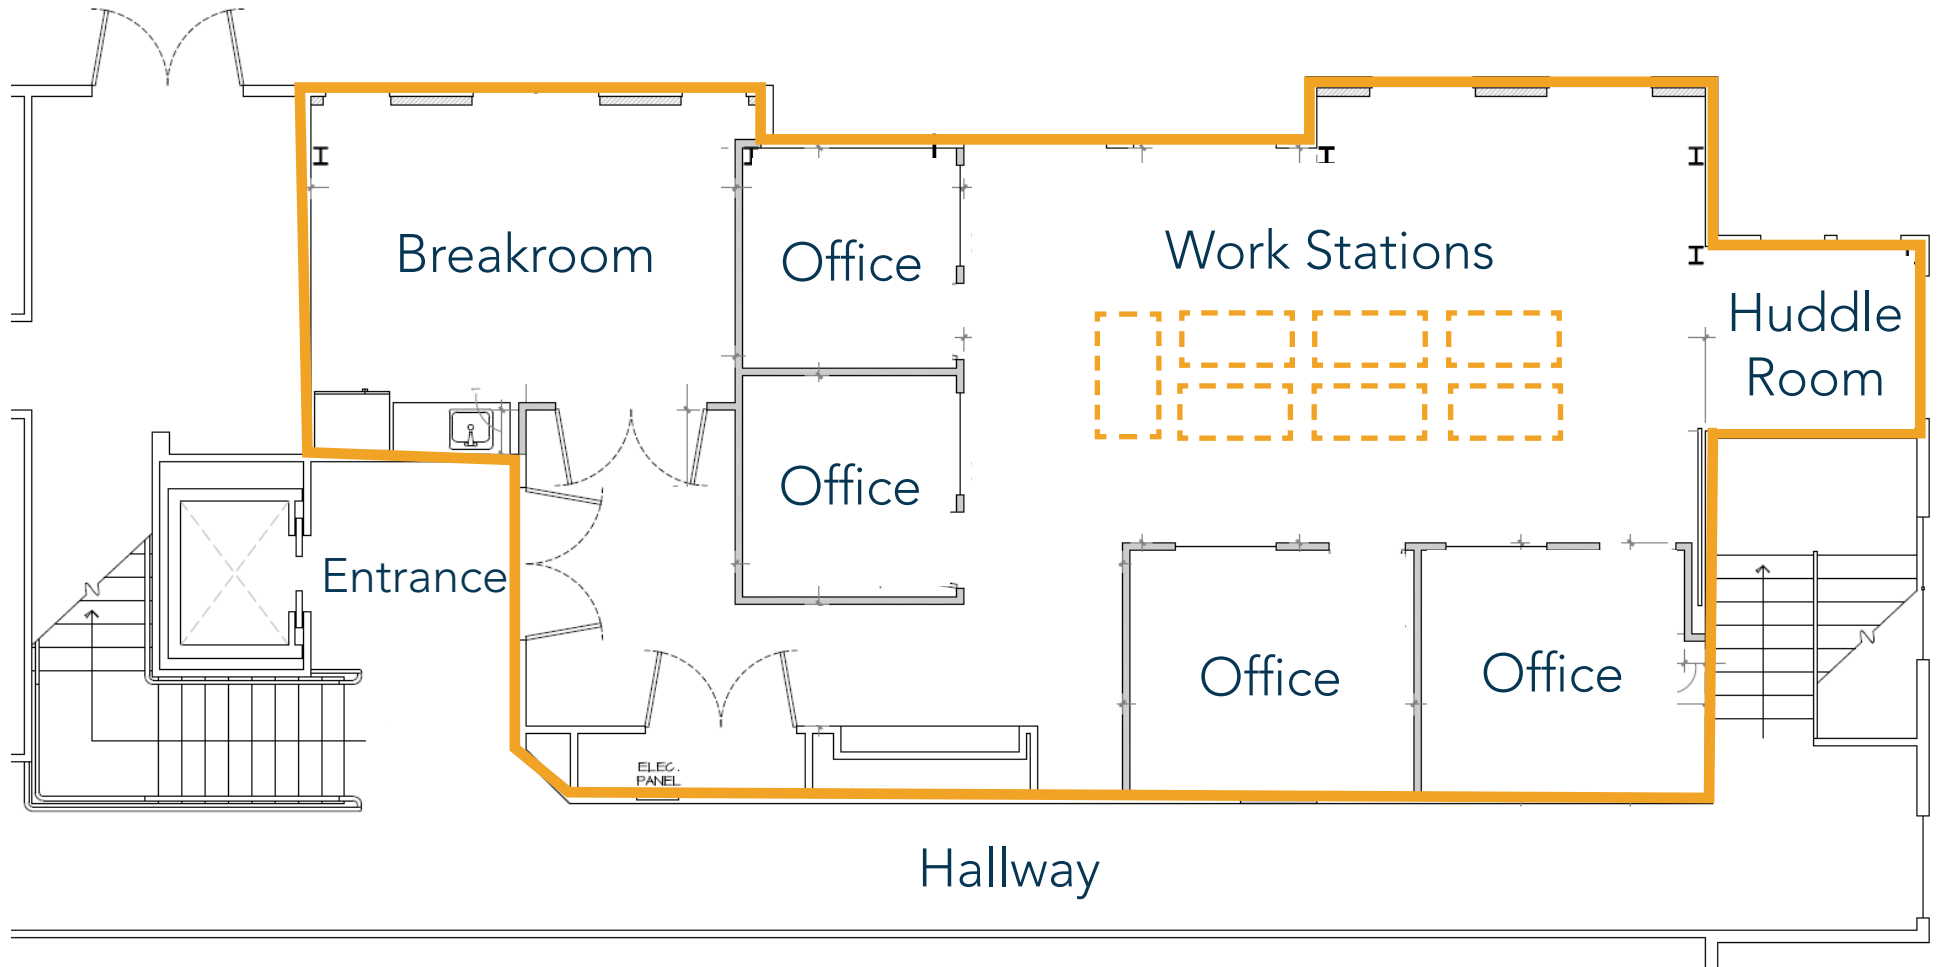 Breakroom
Office
Work Stations
Huddle
Room
Office
Entrance
Office
Office
ELEC.
PANEL
Hallway